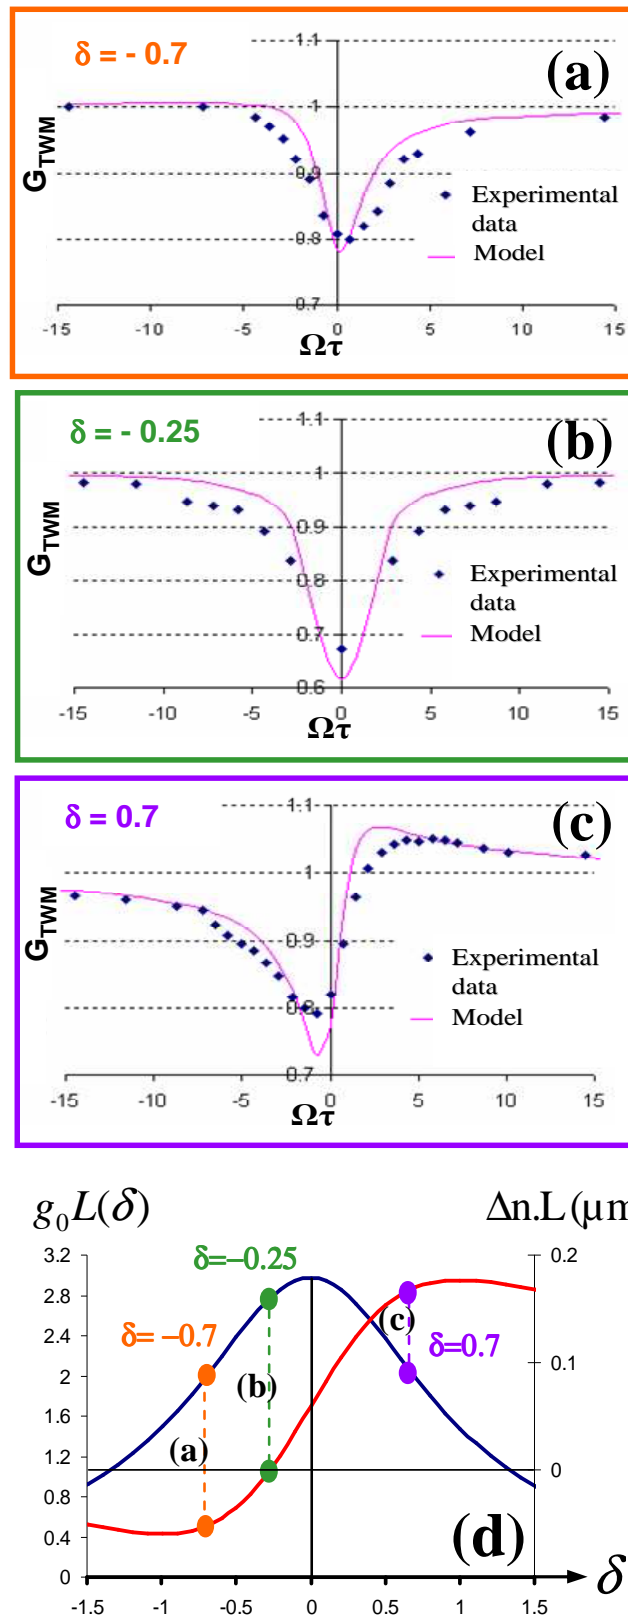 δ = - 0.7
(a)
1.1
1
0.9
0.8
0.7
G_TWM
Experimental
data
Model
-15 -10 -5 0 5 10 15
Ωτ
δ = - 0.25
(b)
1.1
1
0.9
0.8
0.7
0.6
G_TWM
Experimental
data
Model
-15 -10 -5 0 5 10 15
Ωτ
δ = 0.7
(c)
1.1
1
0.9
0.8
0.7
G_TWM
Experimental
data
Model
-15 -10 -5 0 5 10 15
Ωτ
g₀L(δ)
Δn.L (μm
3.2
2.8
2.4
2
1.6
1.2
0.8
0.4
0
0.2
0.1
0
δ=−0.25
δ= −0.7
δ=0.7
(a)
(b)
(c)
(d)
-1.5 -1 -0.5 0 0.5 1 1.5
δ